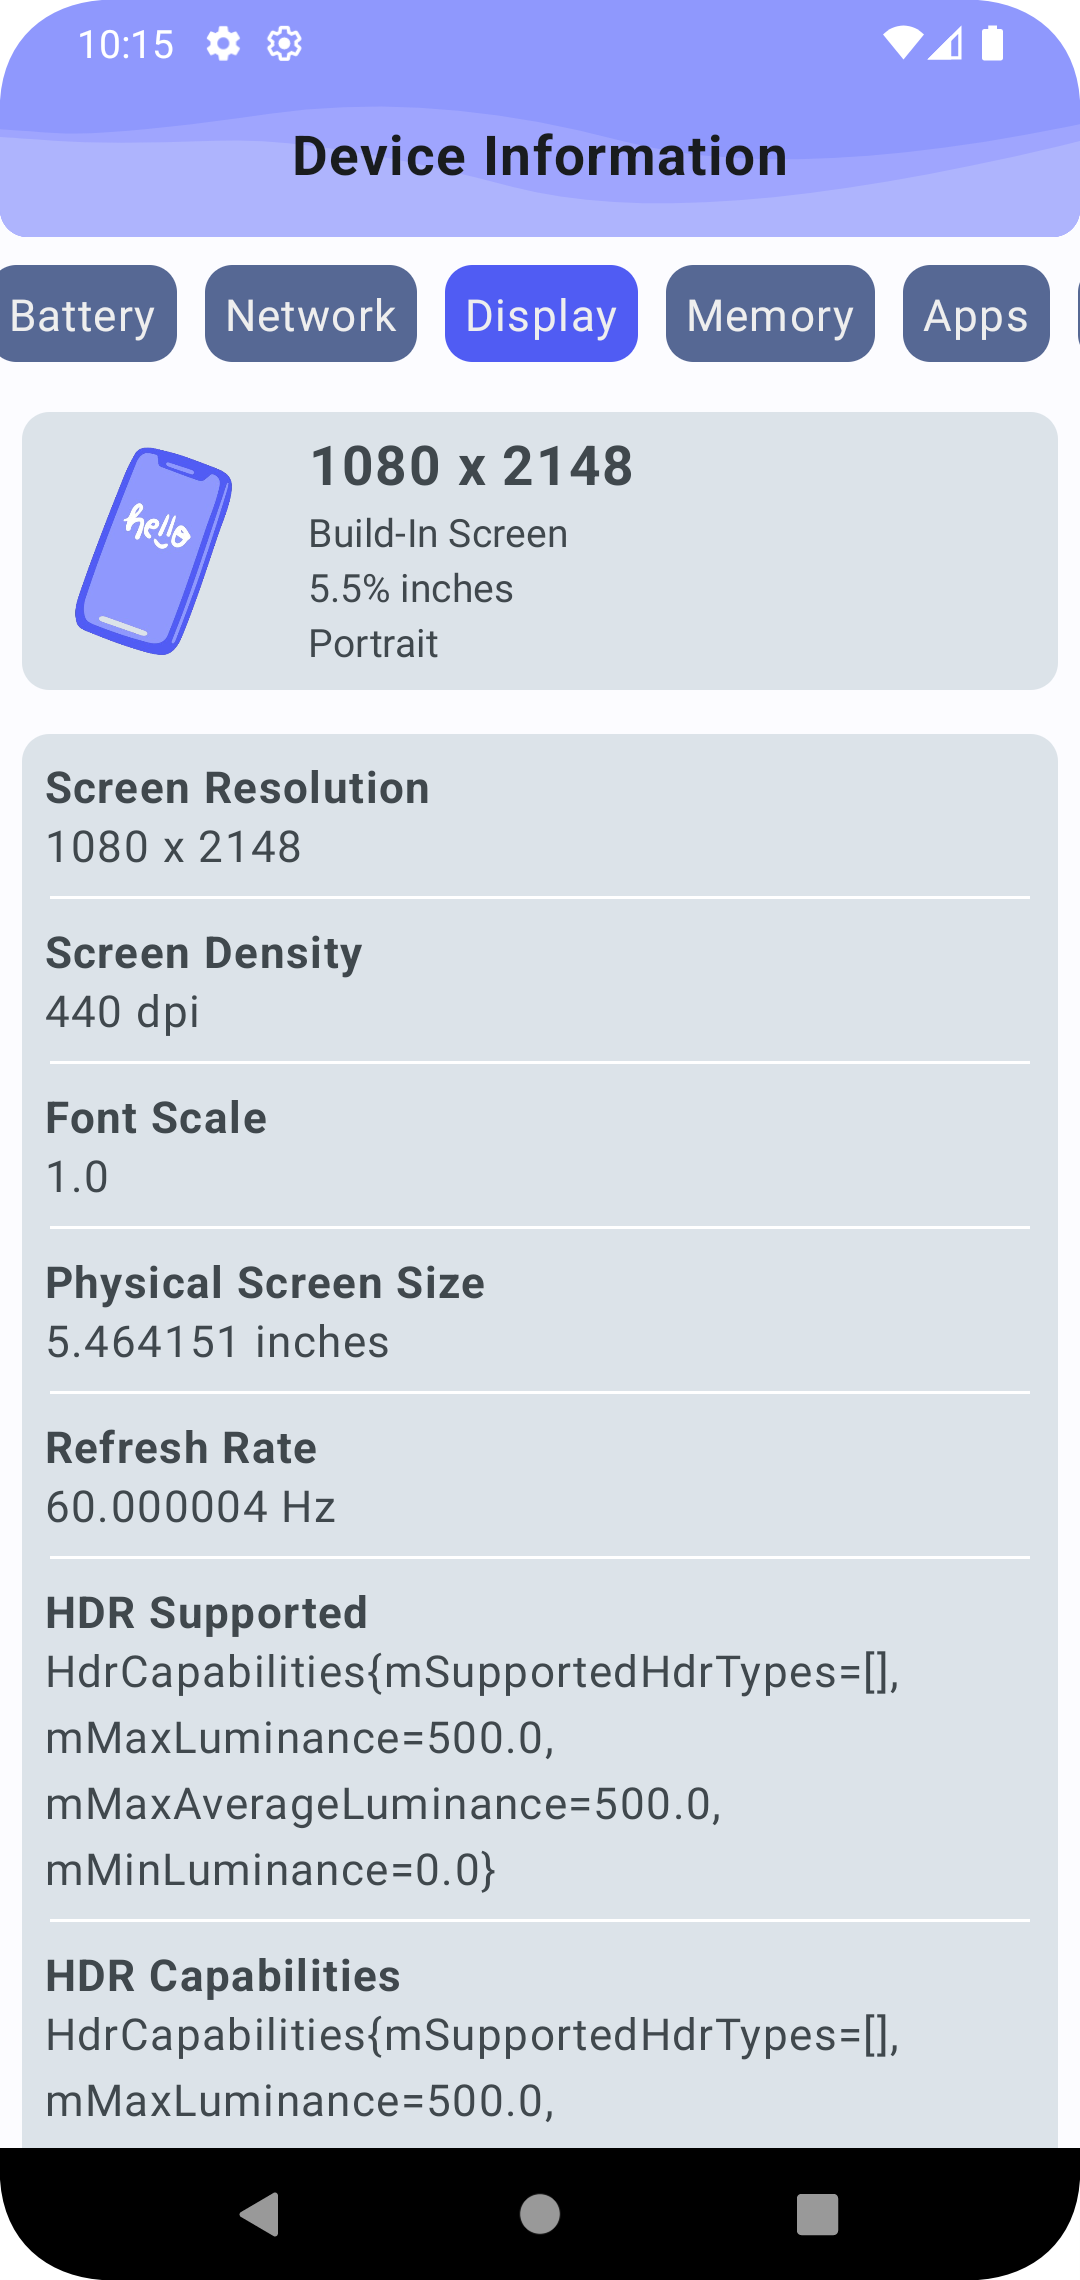 10:15
Device Information
Battery Network Display Memory Apps
hello
1080 x 2148
Build-In Screen
5.5% inches
Portrait
Screen Resolution
1080 x 2148
Screen Density
440 dpi
Font Scale
1.0
Physical Screen Size
5.464151 inches
Refresh Rate
60.000004 Hz
HDR Supported
HdrCapabilities{mSupportedHdrTypes=[],
mMaxLuminance=500.0,
mMaxAverageLuminance=500.0,
mMinLuminance=0.0}
HDR Capabilities
HdrCapabilities{mSupportedHdrTypes=[],
mMaxLuminance=500.0,